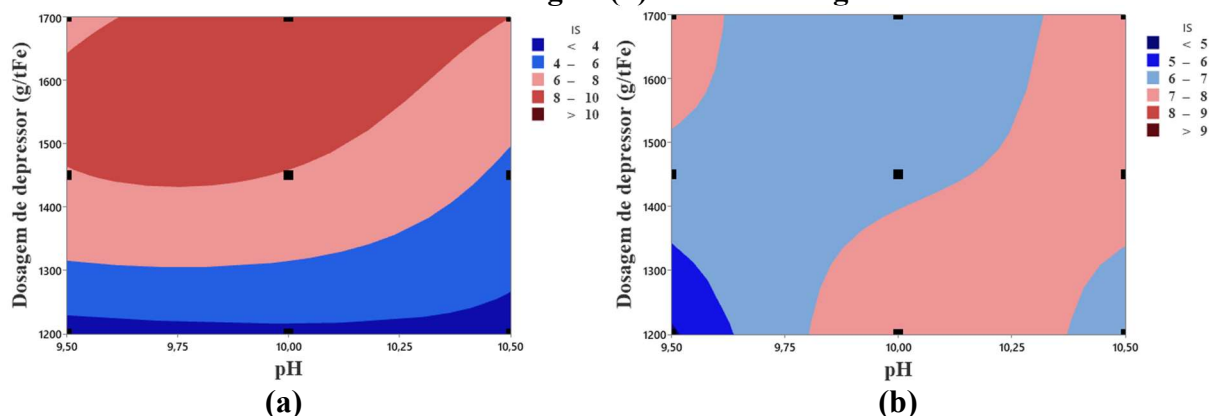 IS
< 4
4 – 6
6 – 8
8 – 10
> 10
Dosagem de depressor (g/tFe)
1700
1600
1500
1400
1300
1200
9,50
9,75
10,00
10,25
10,50
pH
(a)
IS
< 5
5 – 6
6 – 7
7 – 8
8 – 9
> 9
Dosagem de depressor (g/tFe)
1700
1600
1500
1400
1300
1200
9,50
9,75
10,00
10,25
10,50
pH
(b)